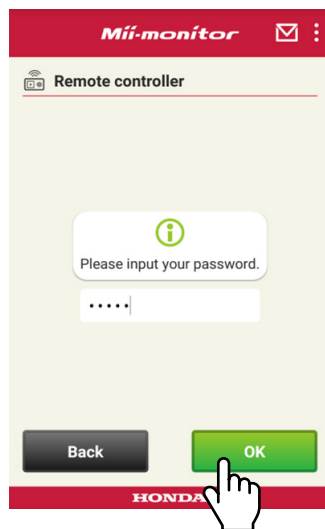 Mii-monitor
Remote controller
Please input your password.
•••••
Back
OK
HONDA